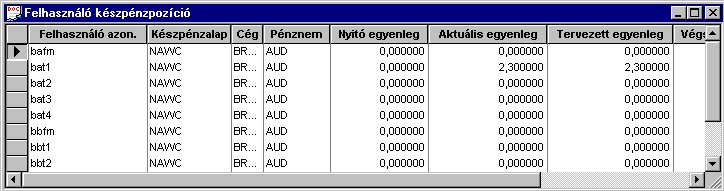 Felhasználó készpénzpozíció
Felhasználó azon. Készpénzalap Cég Pénznem Nyitó egyenleg Aktuális egyenleg Tervezett egyenleg
bafm NAWC BR... AUD 0,000000 0,000000 0,000000
bat1 NAWC BR... AUD 0,000000 2,300000 2,300000
bat2 NAWC BR... AUD 0,000000 0,000000 0,000000
bat3 NAWC BR... AUD 0,000000 0,000000 0,000000
bat4 NAWC BR... AUD 0,000000 0,000000 0,000000
bbfm NAWC BR... AUD 0,000000 0,000000 0,000000
bbt1 NAWC BR... AUD 0,000000 0,000000 0,000000
bbt2 NAWC BR... AUD 0,000000 0,000000 0,000000